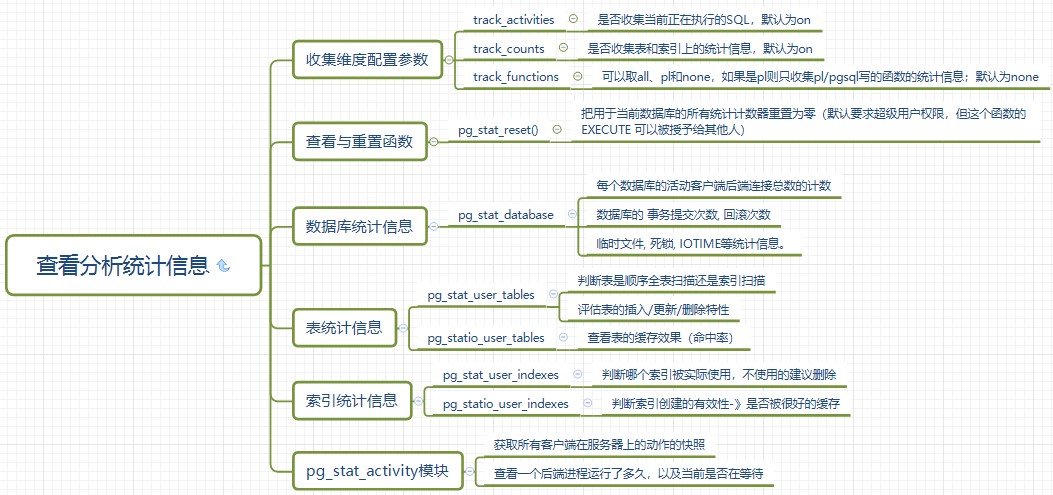 查看分析统计信息
收集维度配置参数
track_activities
是否收集当前正在执行的SQL，默认为on
track_counts
是否收集表和索引上的统计信息，默认为on
track_functions
可以取all、pl和none，如果是pl则只收集pl/pgsql写的函数的统计信息；默认为none
查看与重置函数
pg_stat_reset()
把用于当前数据库的所有统计计数器重置为零（默认要求超级用户权限，但这个函数的
EXECUTE 可以被授予给其他人）
数据库统计信息
pg_stat_database
每个数据库的活动客户端后端连接总数的计数
数据库的 事务提交次数, 回滚次数
临时文件, 死锁, IOTIME等统计信息。
表统计信息
pg_stat_user_tables
判断表是顺序全表扫描还是索引扫描
评估表的插入/更新/删除特性
pg_statio_user_tables
查看表的缓存效果（命中率）
索引统计信息
pg_stat_user_indexes
判断哪个索引被实际使用，不使用的建议删除
pg_statio_user_indexes
判断索引创建的有效性-》是否被很好的缓存
pg_stat_activity模块
获取所有客户端在服务器上的动作的快照
查看一个后端进程运行了多久，以及当前是否在等待